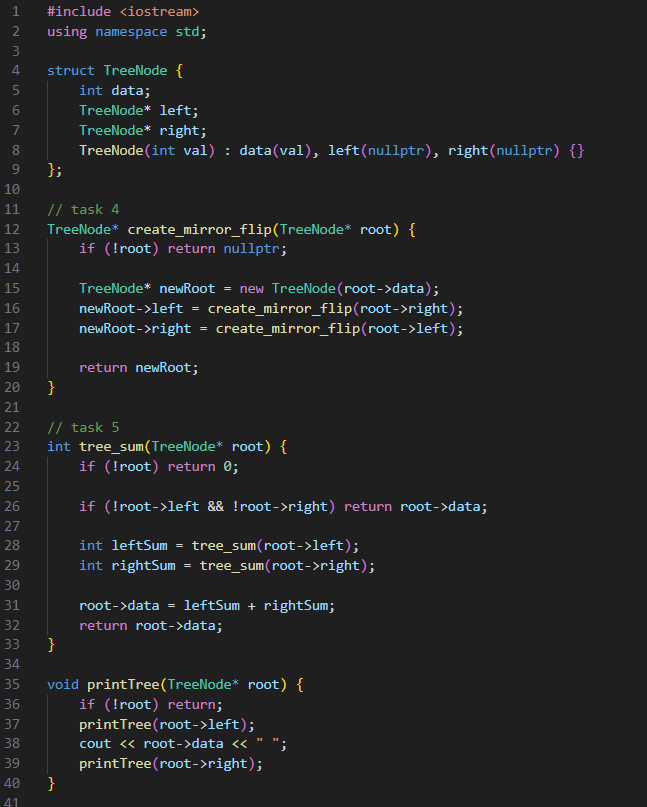 1 #include <iostream>
2 using namespace std;
3
4 struct TreeNode {
5     int data;
6     TreeNode* left;
7     TreeNode* right;
8     TreeNode(int val) : data(val), left(nullptr), right(nullptr) {}
9 };
10
11 // task 4
12 TreeNode* create_mirror_flip(TreeNode* root) {
13     if (!root) return nullptr;
14
15     TreeNode* newRoot = new TreeNode(root->data);
16     newRoot->left = create_mirror_flip(root->right);
17     newRoot->right = create_mirror_flip(root->left);
18
19     return newRoot;
20 }
21
22 // task 5
23 int tree_sum(TreeNode* root) {
24     if (!root) return 0;
25
26     if (!root->left && !root->right) return root->data;
27
28     int leftSum = tree_sum(root->left);
29     int rightSum = tree_sum(root->right);
30
31     root->data = leftSum + rightSum;
32     return root->data;
33 }
34
35 void printTree(TreeNode* root) {
36     if (!root) return;
37     printTree(root->left);
38     cout << root->data << " ";
39     printTree(root->right);
40 }
41